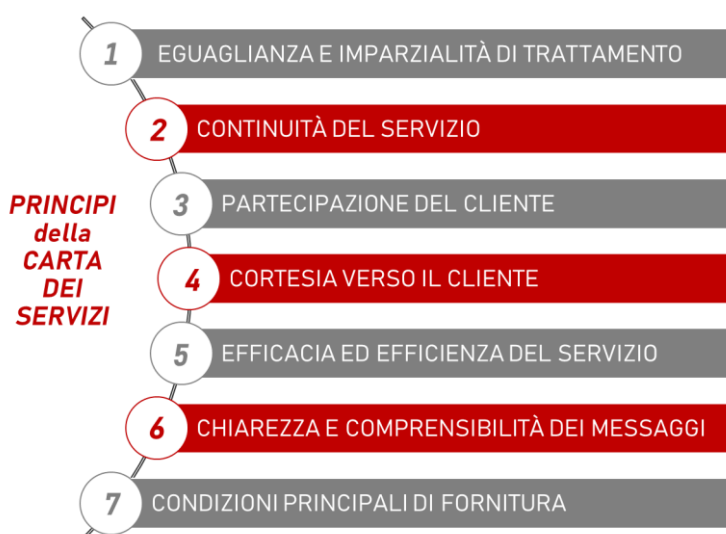 PRINCIPI
della
CARTA
DEI
SERVIZI
1 EGUAGLIANZA E IMPARZIALITÀ DI TRATTAMENTO
2 CONTINUITÀ DEL SERVIZIO
3 PARTECIPAZIONE DEL CLIENTE
4 CORTESIA VERSO IL CLIENTE
5 EFFICACIA ED EFFICIENZA DEL SERVIZIO
6 CHIAREZZA E COMPRENSIBILITÀ DEI MESSAGGI
7 CONDIZIONI PRINCIPALI DI FORNITURA